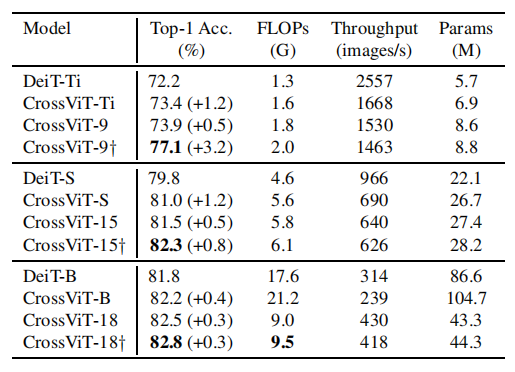 Model Top-1 Acc. FLOPs Throughput Params
(%) (G) (images/s) (M)
DeiT-Ti 72.2 1.3 2557 5.7
CrossViT-Ti 73.4 (+1.2) 1.6 1668 6.9
CrossViT-9 73.9 (+0.5) 1.8 1530 8.6
CrossViT-9† 77.1 (+3.2) 2.0 1463 8.8
DeiT-S 79.8 4.6 966 22.1
CrossViT-S 81.0 (+1.2) 5.6 690 26.7
CrossViT-15 81.5 (+0.5) 5.8 640 27.4
CrossViT-15† 82.3 (+0.8) 6.1 626 28.2
DeiT-B 81.8 17.6 314 86.6
CrossViT-B 82.2 (+0.4) 21.2 239 104.7
CrossViT-18 82.5 (+0.3) 9.0 430 43.3
CrossViT-18† 82.8 (+0.3) 9.5 418 44.3